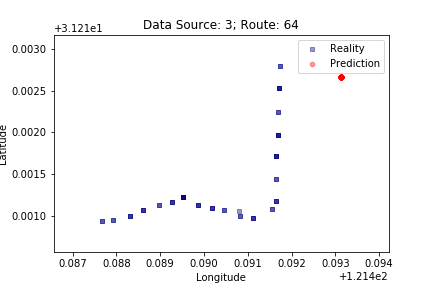 Data Source: 3; Route: 64
+3.121e1
Reality
Prediction
0.0030
0.0025
0.0020
0.0015
0.0010
Latitude
0.087 0.088 0.089 0.090 0.091 0.092 0.093 0.094
Longitude
+1.214e2